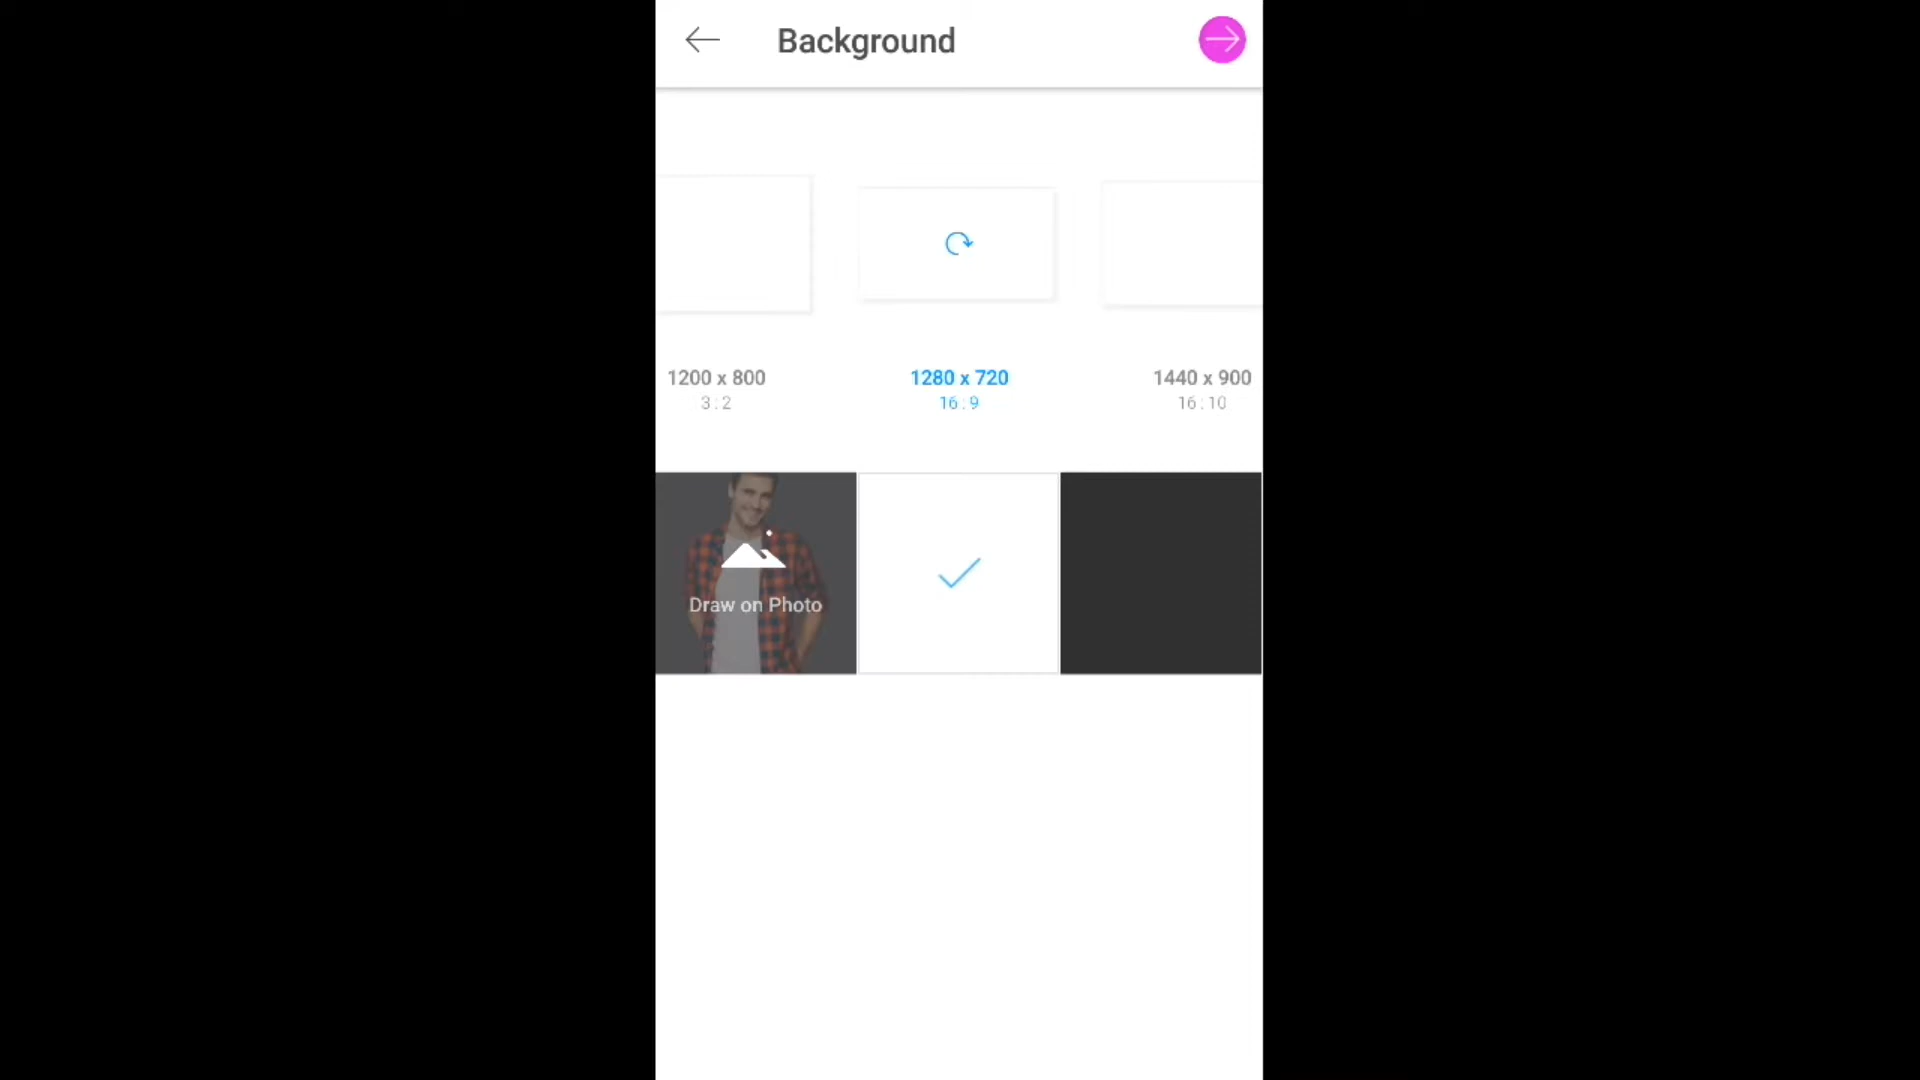 Background
1200 x 800
3 : 2
1280 x 720
16 : 9
1440 x 900
16 : 10
Draw on Photo